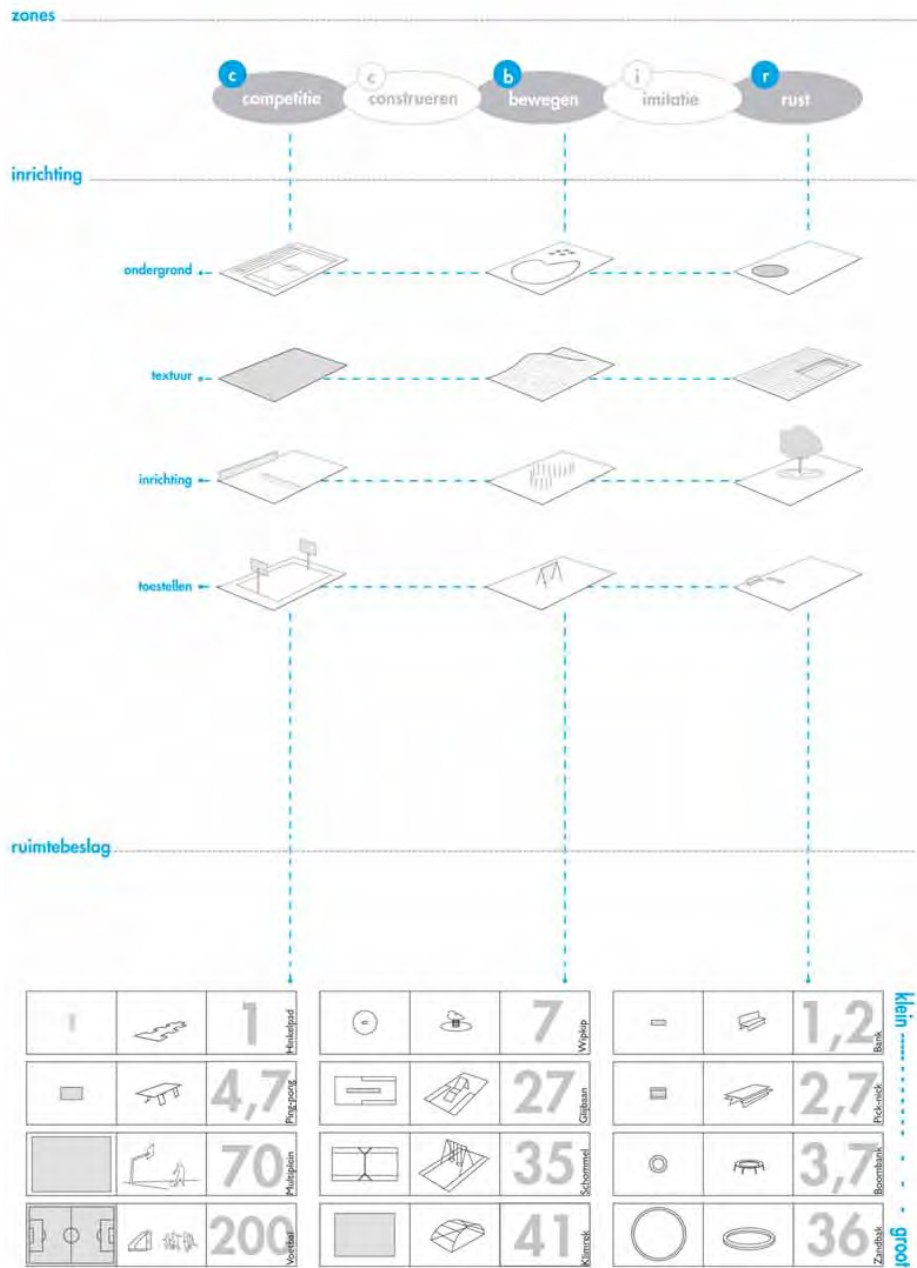 zones
c c b i r
competitie construeren bewegen imitatie rust
inrichting
ondergrond
textuur
inrichting
toestellen
ruimtebeslag
1 Hinkelpad 7 Wipkip 1,2 Bank
4,7 Ping-pong 27 Glijbaan 2,7 Pick-nick
70 Multiplein 35 Schommel 3,7 Boombank
200 Voetbal 41 Klimrek 36 Zandbak
klein
groot